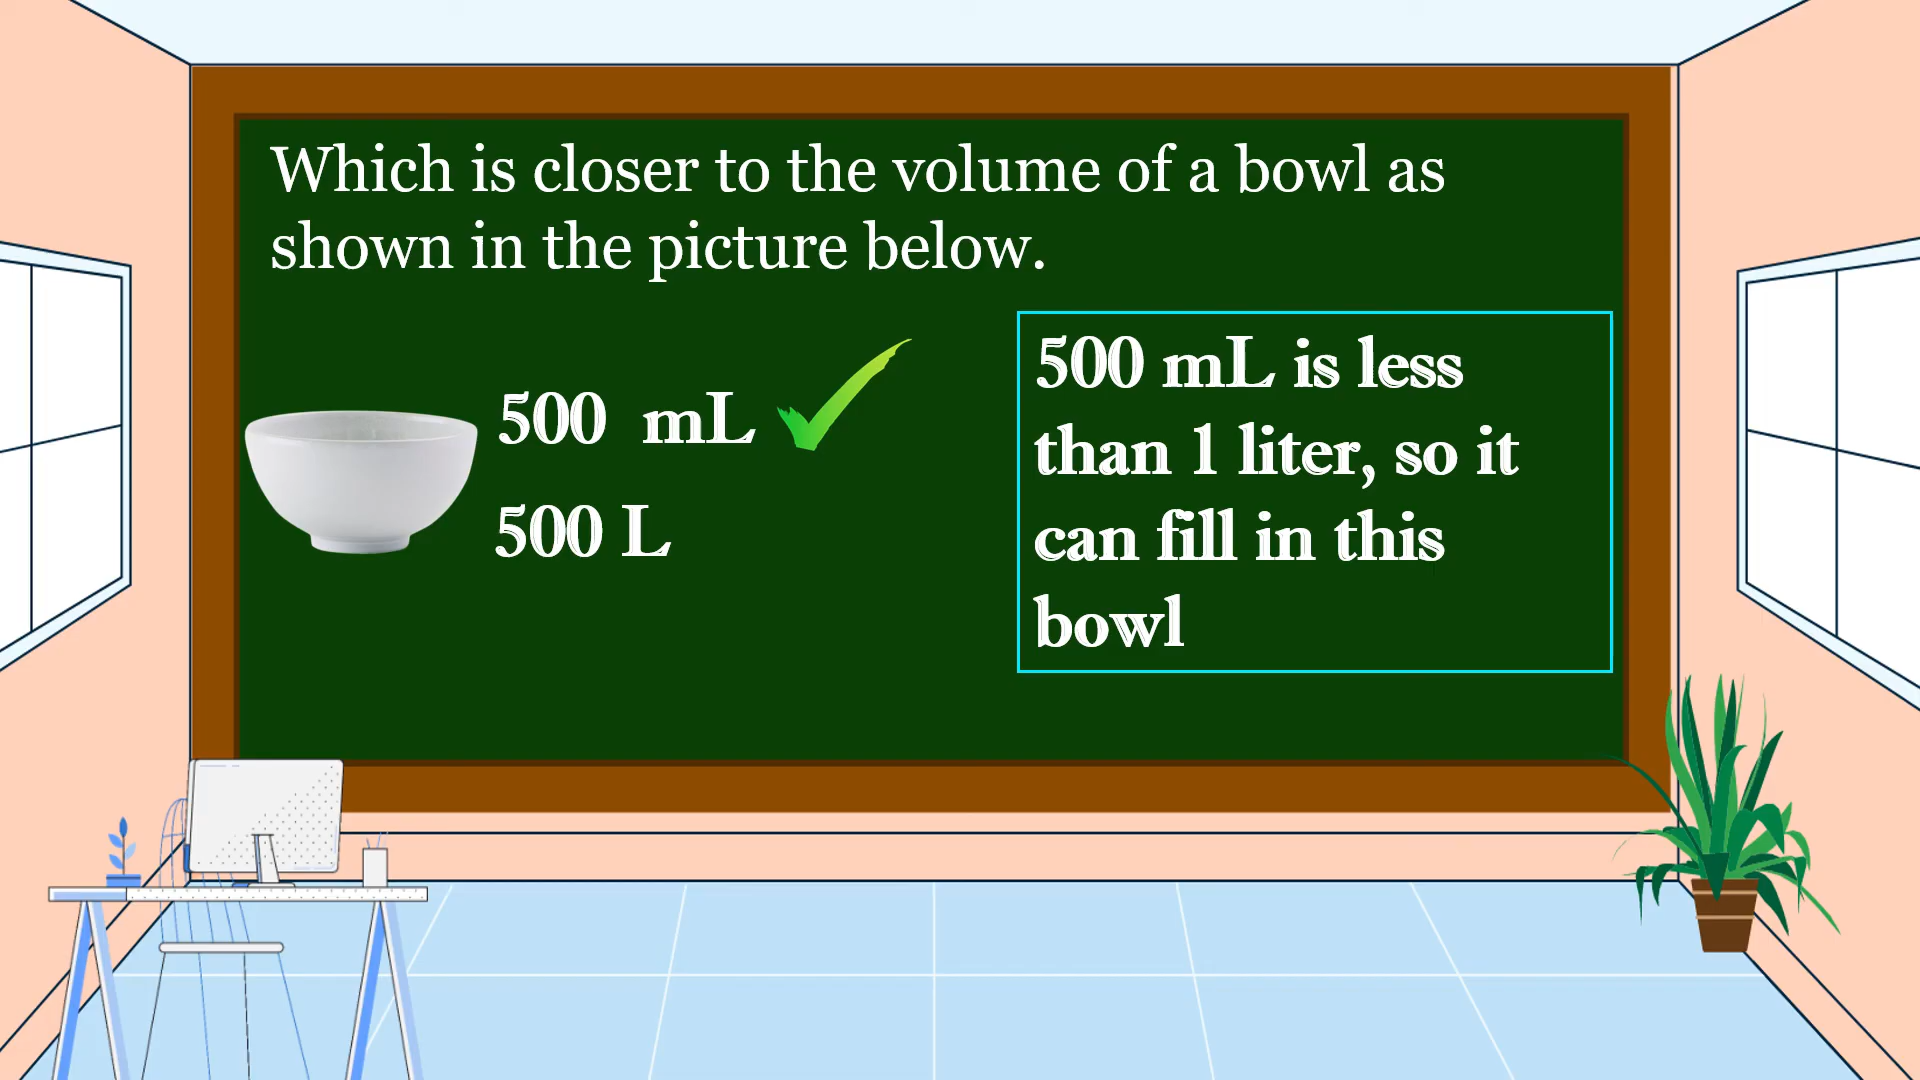 Which is closer to the volume of a bowl as
shown in the picture below.
500 mL
500 L
500 mL is less
than 1 liter, so it
can fill in this
bowl